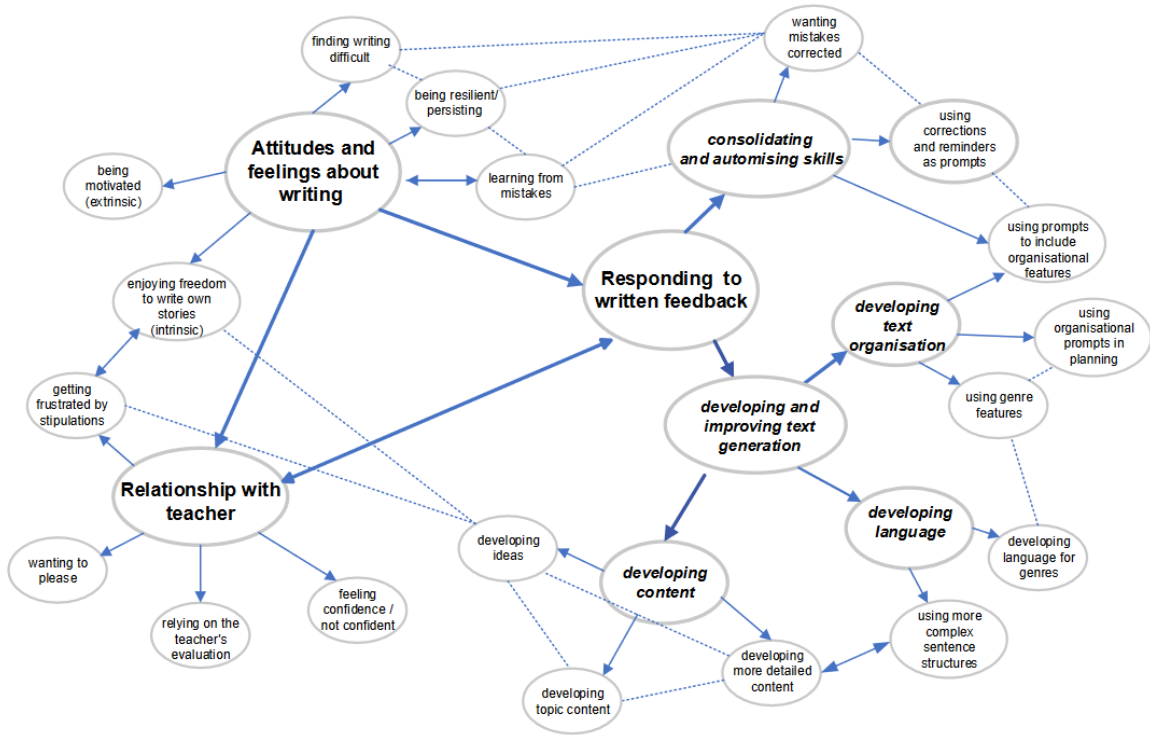 finding writing
difficult
wanting
mistakes
corrected
being resilient/
persisting
using
corrections
and reminders
as prompts
consolidating
and automising skills
Attitudes and
feelings about
writing
being
motivated
(extrinsic)
learning from
mistakes
using prompts
to include
organisational
features
enjoying freedom
to write own
stories
(intrinsic)
Responding to
written feedback
developing
text
organisation
using
organisational
prompts in
planning
getting
frustrated by
stipulations
developing and
improving text
generation
using genre
features
Relationship with
teacher
developing
language
developing
ideas
developing
language for
genres
wanting to
please
developing
content
feeling
confidence /
not confident
relying on the
teacher's
evaluation
using more
complex
sentence
structures
developing
more detailed
content
developing
topic content